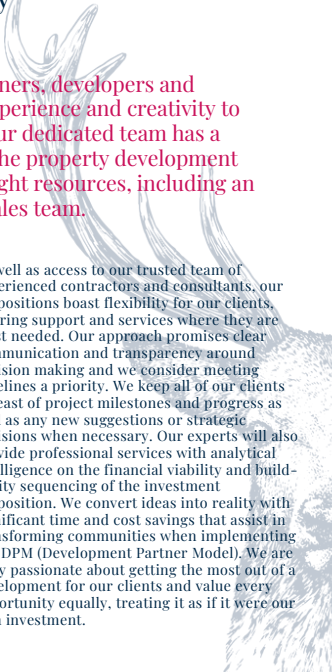 y
ners, developers and
perience and creativity to
ur dedicated team has a
he property development
ght resources, including an
ales team.
well as access to our trusted team of
erienced contractors and consultants, our
positions boast flexibility for our clients,
ring support and services where they are
st needed. Our approach promises clear
mmunication and transparency around
ision making and we consider meeting
elines a priority. We keep all of our clients
east of project milestones and progress as
l as any new suggestions or strategic
isions when necessary. Our experts will also
vide professional services with analytical
lligence on the financial viability and build-
ity sequencing of the investment
position. We convert ideas into reality with
nificant time and cost savings that assist in
nsforming communities when implementing
DPM (Development Partner Model). We are
y passionate about getting the most out of a
elopment for our clients and value every
ortunity equally, treating it as if it were our
n investment.